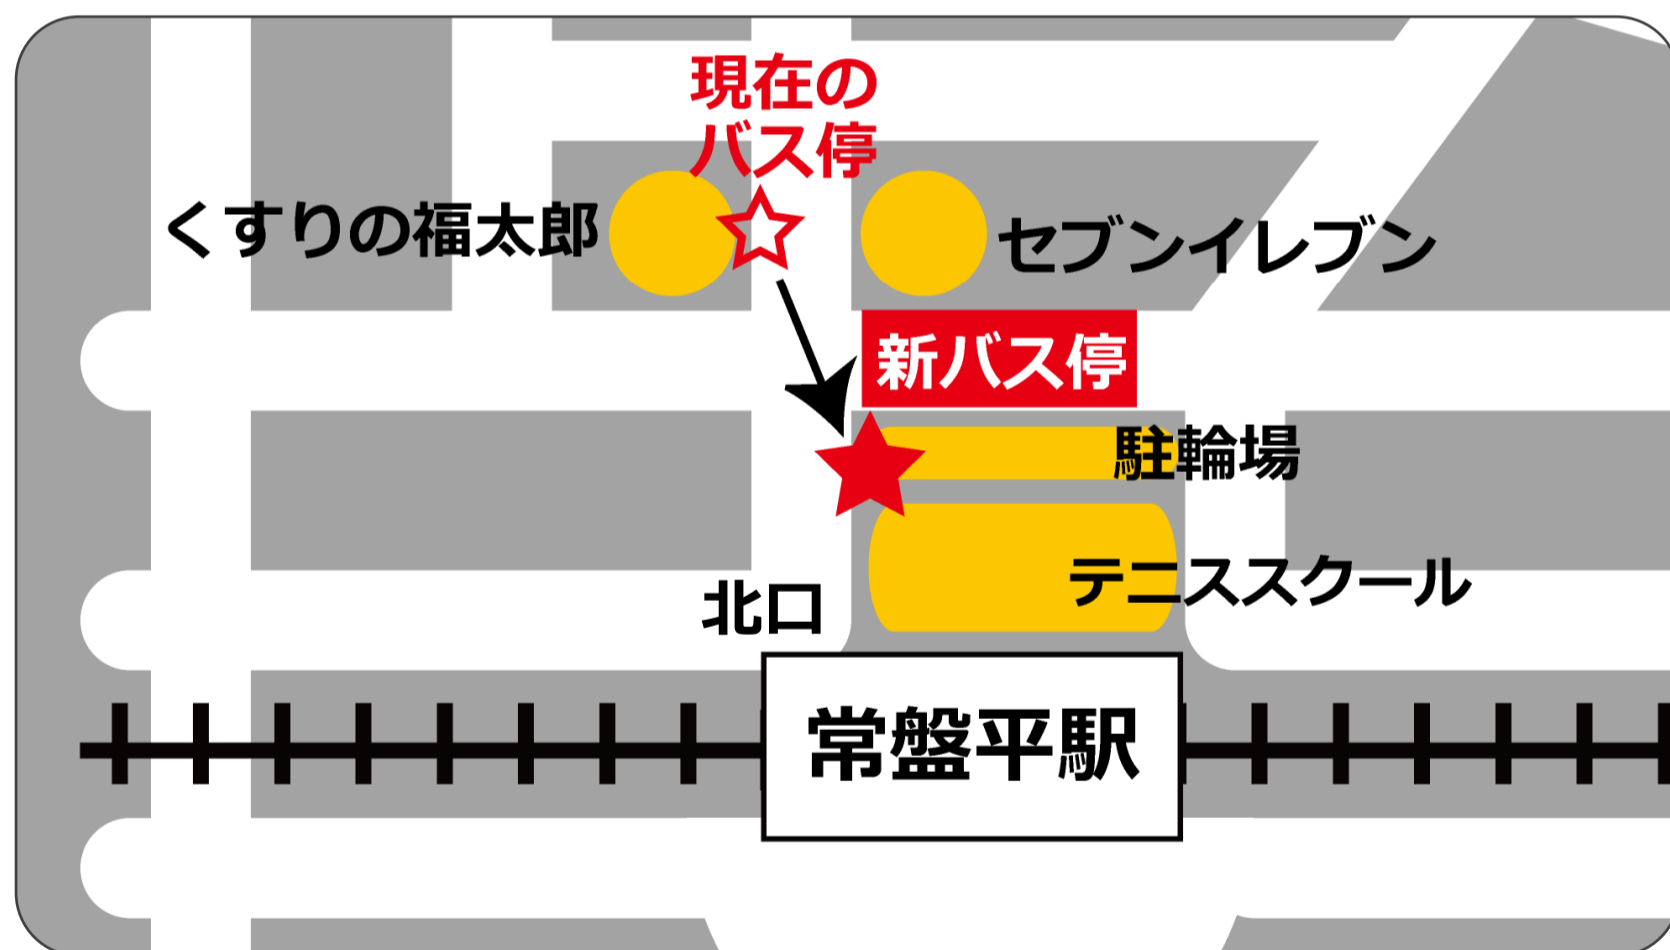 現在の
バス停
くすりの福太郎
セブンイレブン
新バス停
駐輪場
テニススクール
北口
常盤平駅